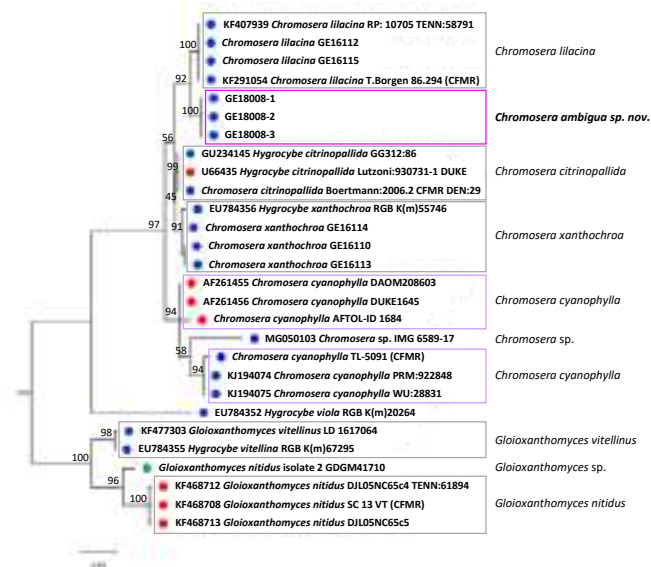 KF407939 Chromosera lilacina RP: 10705 TENN:58791
100
Chromosera lilacina GE16112
Chromosera lilacina
Chromosera lilacina GE16115
92
KF291054 Chromosera lilacina T.Borgen 86.294 (CFMR)
GE18008-1
100
GE18008-2
Chromosera ambigua sp. nov.
GE18008-3
56
GU234145 Hygrocybe citrinopallida GG312:86
99
U66435 Hygrocybe citrinopallida Lutzoni:930731-1 DUKE
Chromosera citrinopallida
Chromosera citrinopallida Boertmann:2006.2 CFMR DEN:29
45
EU784356 Hygrocybe xanthochroa RGB K(m)55746
97
91
Chromosera xanthochroa GE16114
Chromosera xanthochroa
Chromosera xanthochroa GE16110
Chromosera xanthochroa GE16113
AF261455 Chromosera cyanophylla DAOM208603
AF261456 Chromosera cyanophylla DUKE1645
Chromosera cyanophylla
94
Chromosera cyanophylla AFTOL-ID 1684
MG050103 Chromosera sp. IMG 6589-17
Chromosera sp.
58
Chromosera cyanophylla TL-5091 (CFMR)
94
KJ194074 Chromosera cyanophylla PRM:922848
Chromosera cyanophylla
KJ194075 Chromosera cyanophylla WU:28831
EU784352 Hygrocybe viola RGB K(m)20264
98
KF477303 Gloioxanthomyces vitellinus LD 1617064
Gloioxanthomyces vitellinus
EU784355 Hygrocybe vitellina RGB K(m)67295
100
Gloioxanthomyces nitidus isolate 2 GDGM41710
Gloioxanthomyces sp.
96
KF468712 Gloioxanthomyces nitidus DJL05NC65c4 TENN:61894
100
KF468708 Gloioxanthomyces nitidus SC 13 VT (CFMR)
Gloioxanthomyces nitidus
KF468713 Gloioxanthomyces nitidus DJL05NC65c5